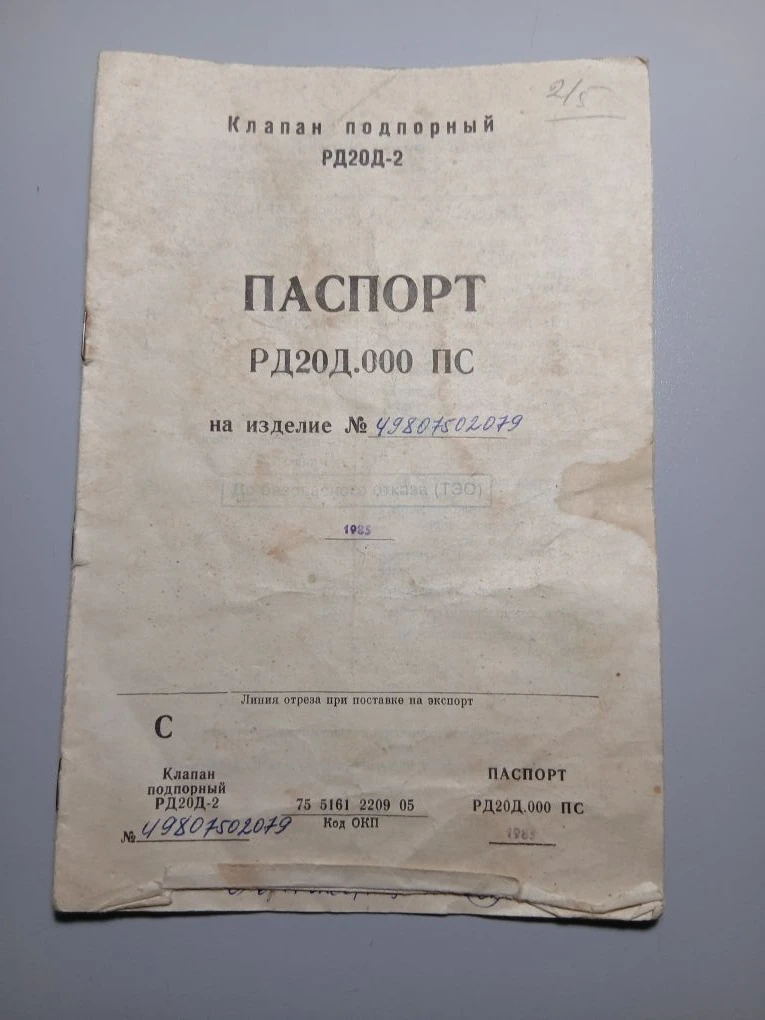 2/5
Клапан подпорный
РД20Д-2
ПАСПОРТ
РД20Д.000 ПС
на изделие № 49807502079
До безопасного отказа (ТЭО)
1985
Линия отреза при поставке на экспорт
С
Клапан
подпорный
РД20Д-2
№ 49807502079
75 5161 2209 05
Код ОКП
ПАСПОРТ
РД20Д.000 ПС
1985